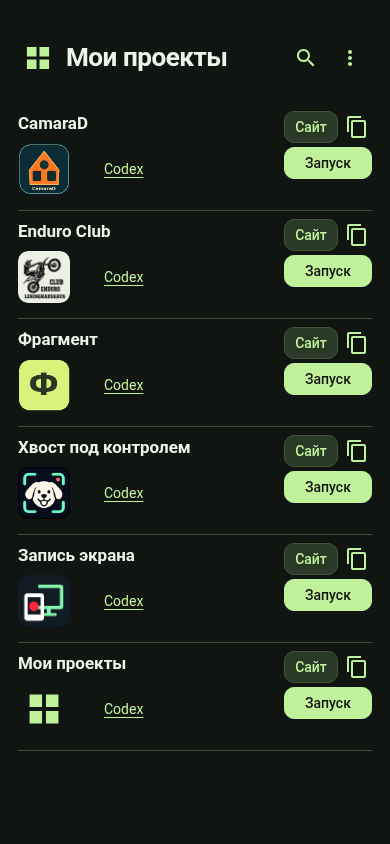 Мои проекты
CamaraD
Сайт
CamaraD
Codex
Запуск
Enduro Club
Сайт
CLUB
ENDURO
LENINGRADSKAYA
Codex
Запуск
Фрагмент
Сайт
Ф
Codex
Запуск
Хвост под контролем
Сайт
Codex
Запуск
Запись экрана
Сайт
Codex
Запуск
Мои проекты
Сайт
Codex
Запуск